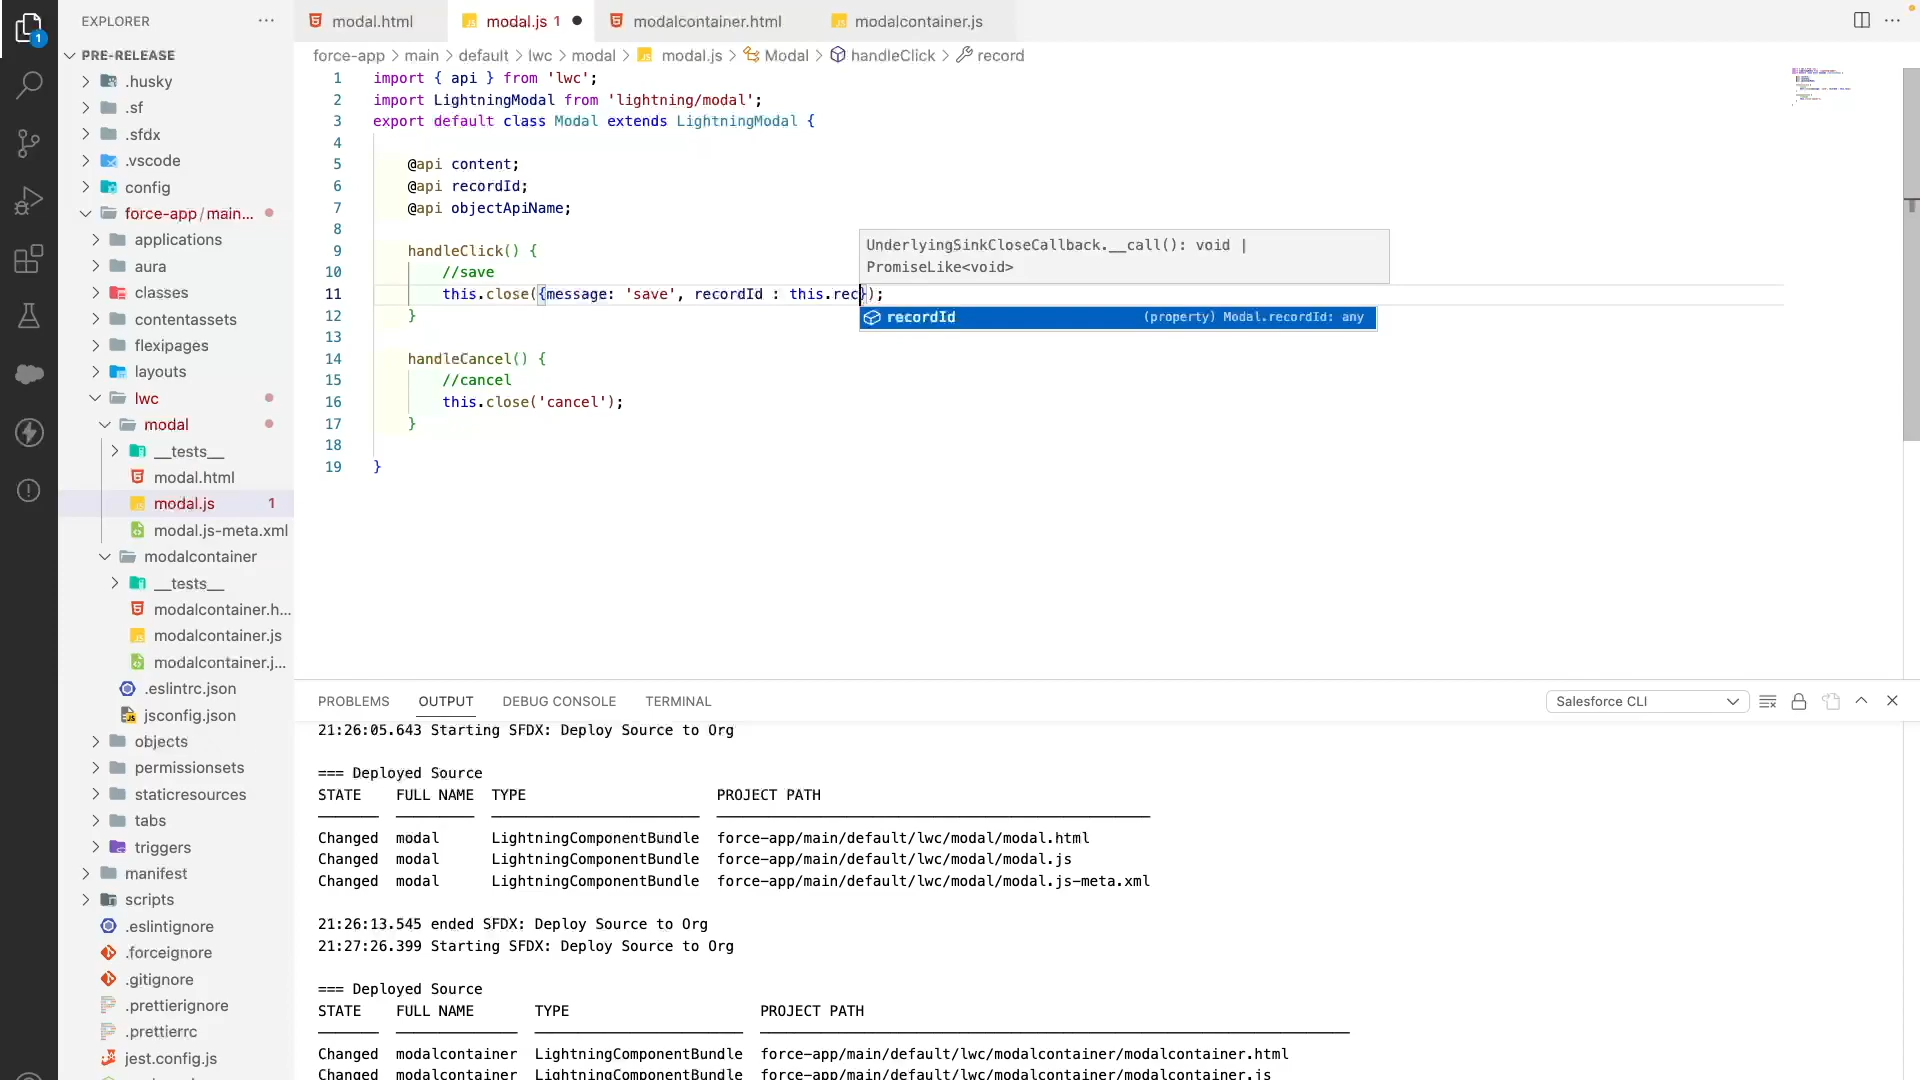 EXPLORER
PRE-RELEASE
.husky
.sf
.sfdx
.vscode
config
force-app/main...
applications
aura
classes
contentassets
flexipages
layouts
lwc
modal
__tests__
modal.html
modal.js 1
modal.js-meta.xml
modalcontainer
__tests__
modalcontainer.h...
modalcontainer.js
modalcontainer.j...
.eslintrc.json
jsconfig.json
objects
permissionsets
staticresources
tabs
triggers
manifest
scripts
.eslintignore
.forceignore
.gitignore
.prettierignore
.prettierrc
jest.config.js
1
modal.html
modal.js 1
modalcontainer.html
modalcontainer.js
force-app > main > default > lwc > modal > modal.js > Modal > handleClick > record
1 import { api } from 'lwc';
2 import LightningModal from 'lightning/modal';
3 export default class Modal extends LightningModal {
4
5 @api content;
6 @api recordId;
7 @api objectApiName;
8
9 handleClick() {
10 //save
11 this.close({message: 'save', recordId : this.rec});
12 }
13
14 handleCancel() {
15 //cancel
16 this.close('cancel');
17 }
18
19 }
UnderlyingSinkCloseCallback.__call(): void |
PromiseLike<void>
recordId (property) Modal.recordId: any
PROBLEMS OUTPUT DEBUG CONSOLE TERMINAL
Salesforce CLI
21:26:05.643 Starting SFDX: Deploy Source to Org
=== Deployed Source
STATE FULL NAME TYPE PROJECT PATH
Changed modal LightningComponentBundle force-app/main/default/lwc/modal/modal.html
Changed modal LightningComponentBundle force-app/main/default/lwc/modal/modal.js
Changed modal LightningComponentBundle force-app/main/default/lwc/modal/modal.js-meta.xml
21:26:13.545 ended SFDX: Deploy Source to Org
21:27:26.399 Starting SFDX: Deploy Source to Org
=== Deployed Source
STATE FULL NAME TYPE PROJECT PATH
Changed modalcontainer LightningComponentBundle force-app/main/default/lwc/modalcontainer/modalcontainer.html
Changed modalcontainer LightningComponentBundle force-app/main/default/lwc/modalcontainer/modalcontainer.js